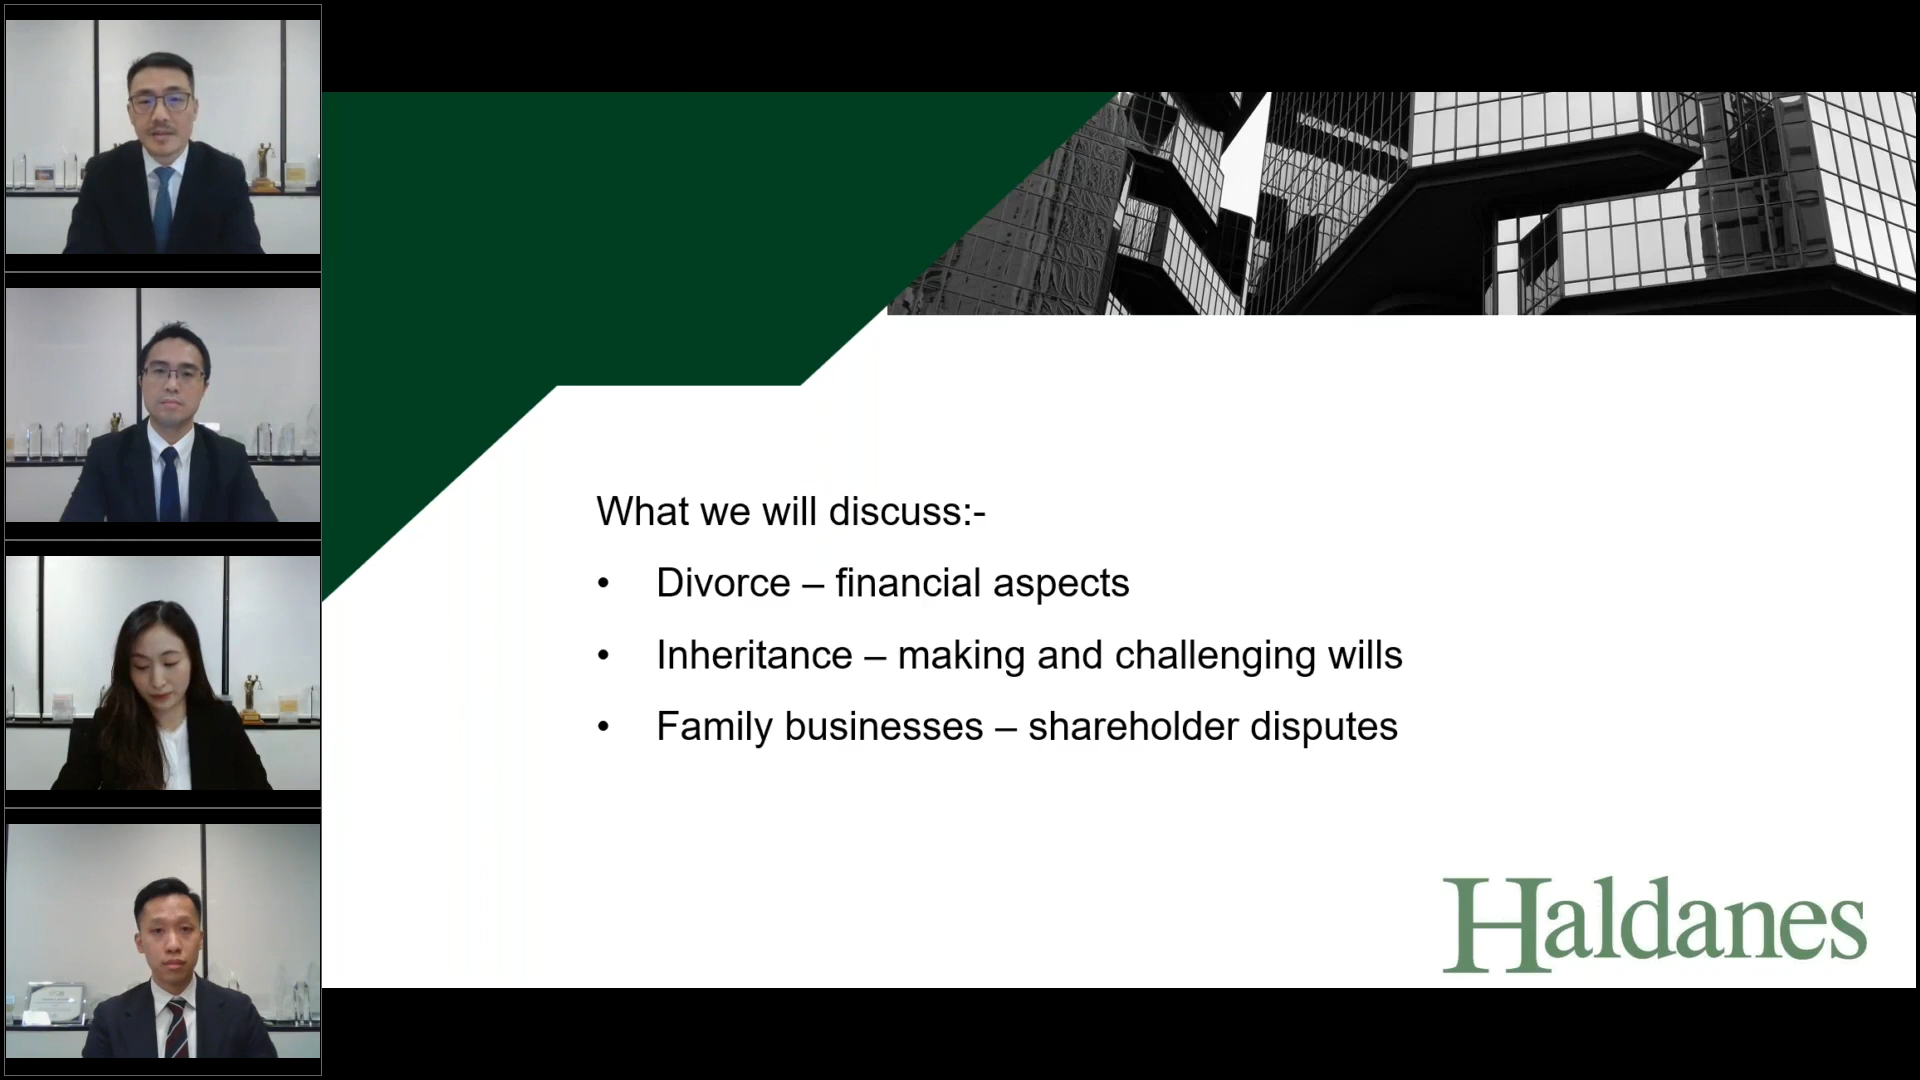 What we will discuss:-
• Divorce – financial aspects
• Inheritance – making and challenging wills
• Family businesses – shareholder disputes
Haldanes